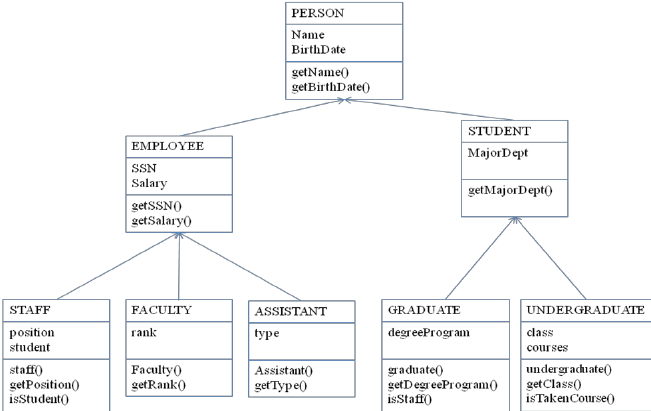 PERSON
Name
BirthDate
getName()
getBirthDate()
EMPLOYEE
SSN
Salary
getSSN()
getSalary()
STUDENT
MajorDept
getMajorDept()
STAFF
position
student
staff()
getPosition()
isStudent()
FACULTY
rank
Faculty()
getRank()
ASSISTANT
type
Assistant()
getType()
GRADUATE
degreeProgram
graduate()
getDegreeProgram()
isStaff()
UNDERGRADUATE
class
courses
undergraduate()
getClass()
isTakenCourse()